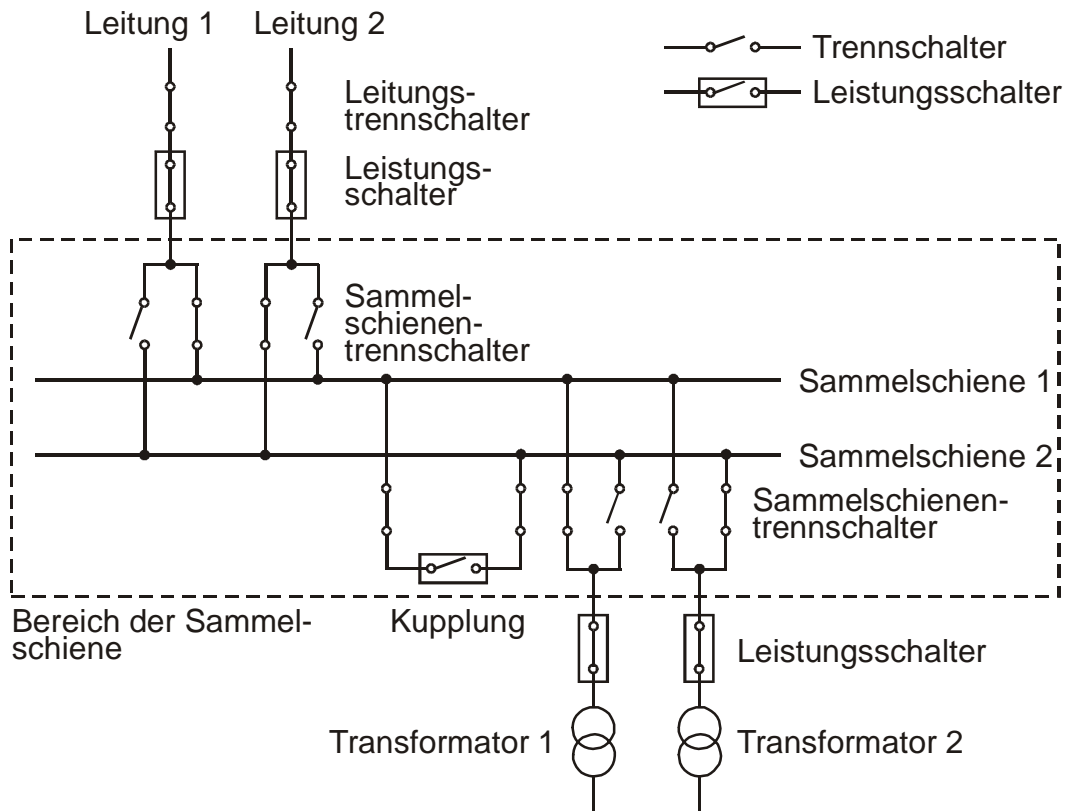 Leitung 1
Leitung 2
Trennschalter
Leistungsschalter
Leitungs-
trennschalter
Leistungs-
schalter
Sammel-
schienen-
trennschalter
Sammelschiene 1
Sammelschiene 2
Sammelschienen-
trennschalter
Bereich der Sammel-
schiene
Kupplung
Leistungsschalter
Transformator 1
Transformator 2